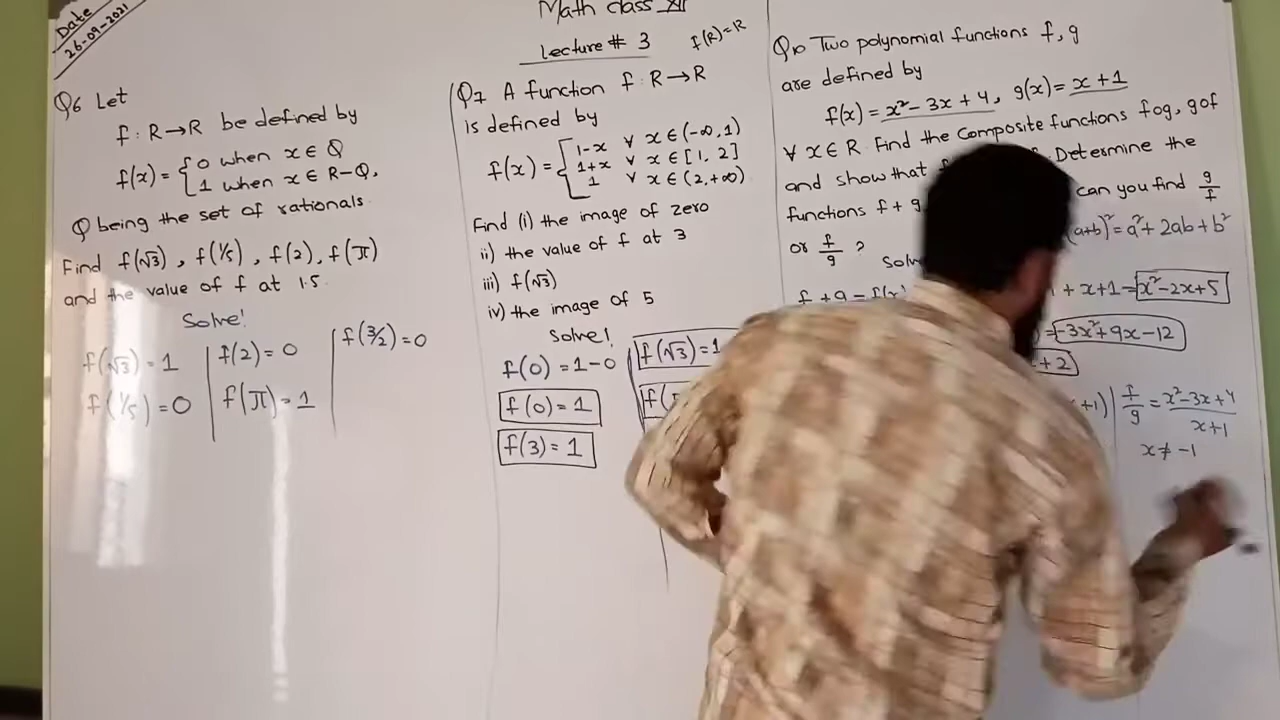 Date
26-09-2021
Math class XII
Lecture # 3
f(R)=R
Q6 Let
f: R→R be defined by
f(x) = {0 when x ∈ Q
1 when x ∈ R-Q.
Q being the set of rationals
Find f(√3), f(1/5), f(2), f(π)
and the value of f at 1.5
Solve!
f(√3) = 1
f(1/5) = 0
f(2) = 0
f(π) = 1
f(3/2) = 0
Q7 A function f: R→R
is defined by
f(x) = [1-x ∀ x ∈ (-∞, 1)
1+x ∀ x ∈ [1, 2]
1 ∀ x ∈ (2, +∞)
Find (i) the image of zero
ii) the value of f at 3
iii) f(√3)
iv) the image of 5
Solve!
f(0) = 1-0
f(0) = 1
f(3) = 1
f(√3) = 1
Q10 Two polynomial functions f, g
are defined by
f(x) = x²-3x+4, g(x) = x+1
∀ x ∈ R Find the composite functions fog, gof
and show that Determine the
functions f+g can you find g/f
or f/g ?
(a+b)² = a²+2ab+b²
f+g = f(x)
+ x+1 = x²-2x+5
= -3x²+9x-12
+2
+1)
f/g = x²-3x+4/x+1
x ≠ -1